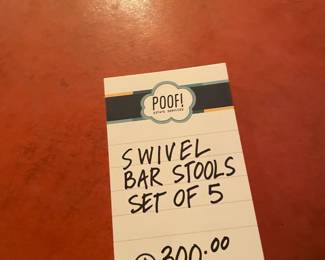 POOF!
ESTATE SERVICES
SWIVEL
BAR STOOLS
SET OF 5
300.00